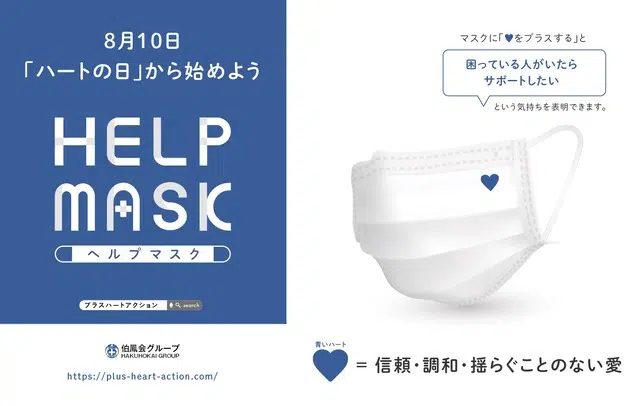 8月10日
「ハートの日」から始めよう
HELP
MASK
ヘルプマスク
プラスハートアクション search
伯鳳会グループ
HAKUHOKAI GROUP
https://plus-heart-action.com/
マスクに「♥をプラスする」と
困っている人がいたら
サポートしたい
という気持ちを表明できます。
青いハート
= 信頼・調和・揺らぐことのない愛